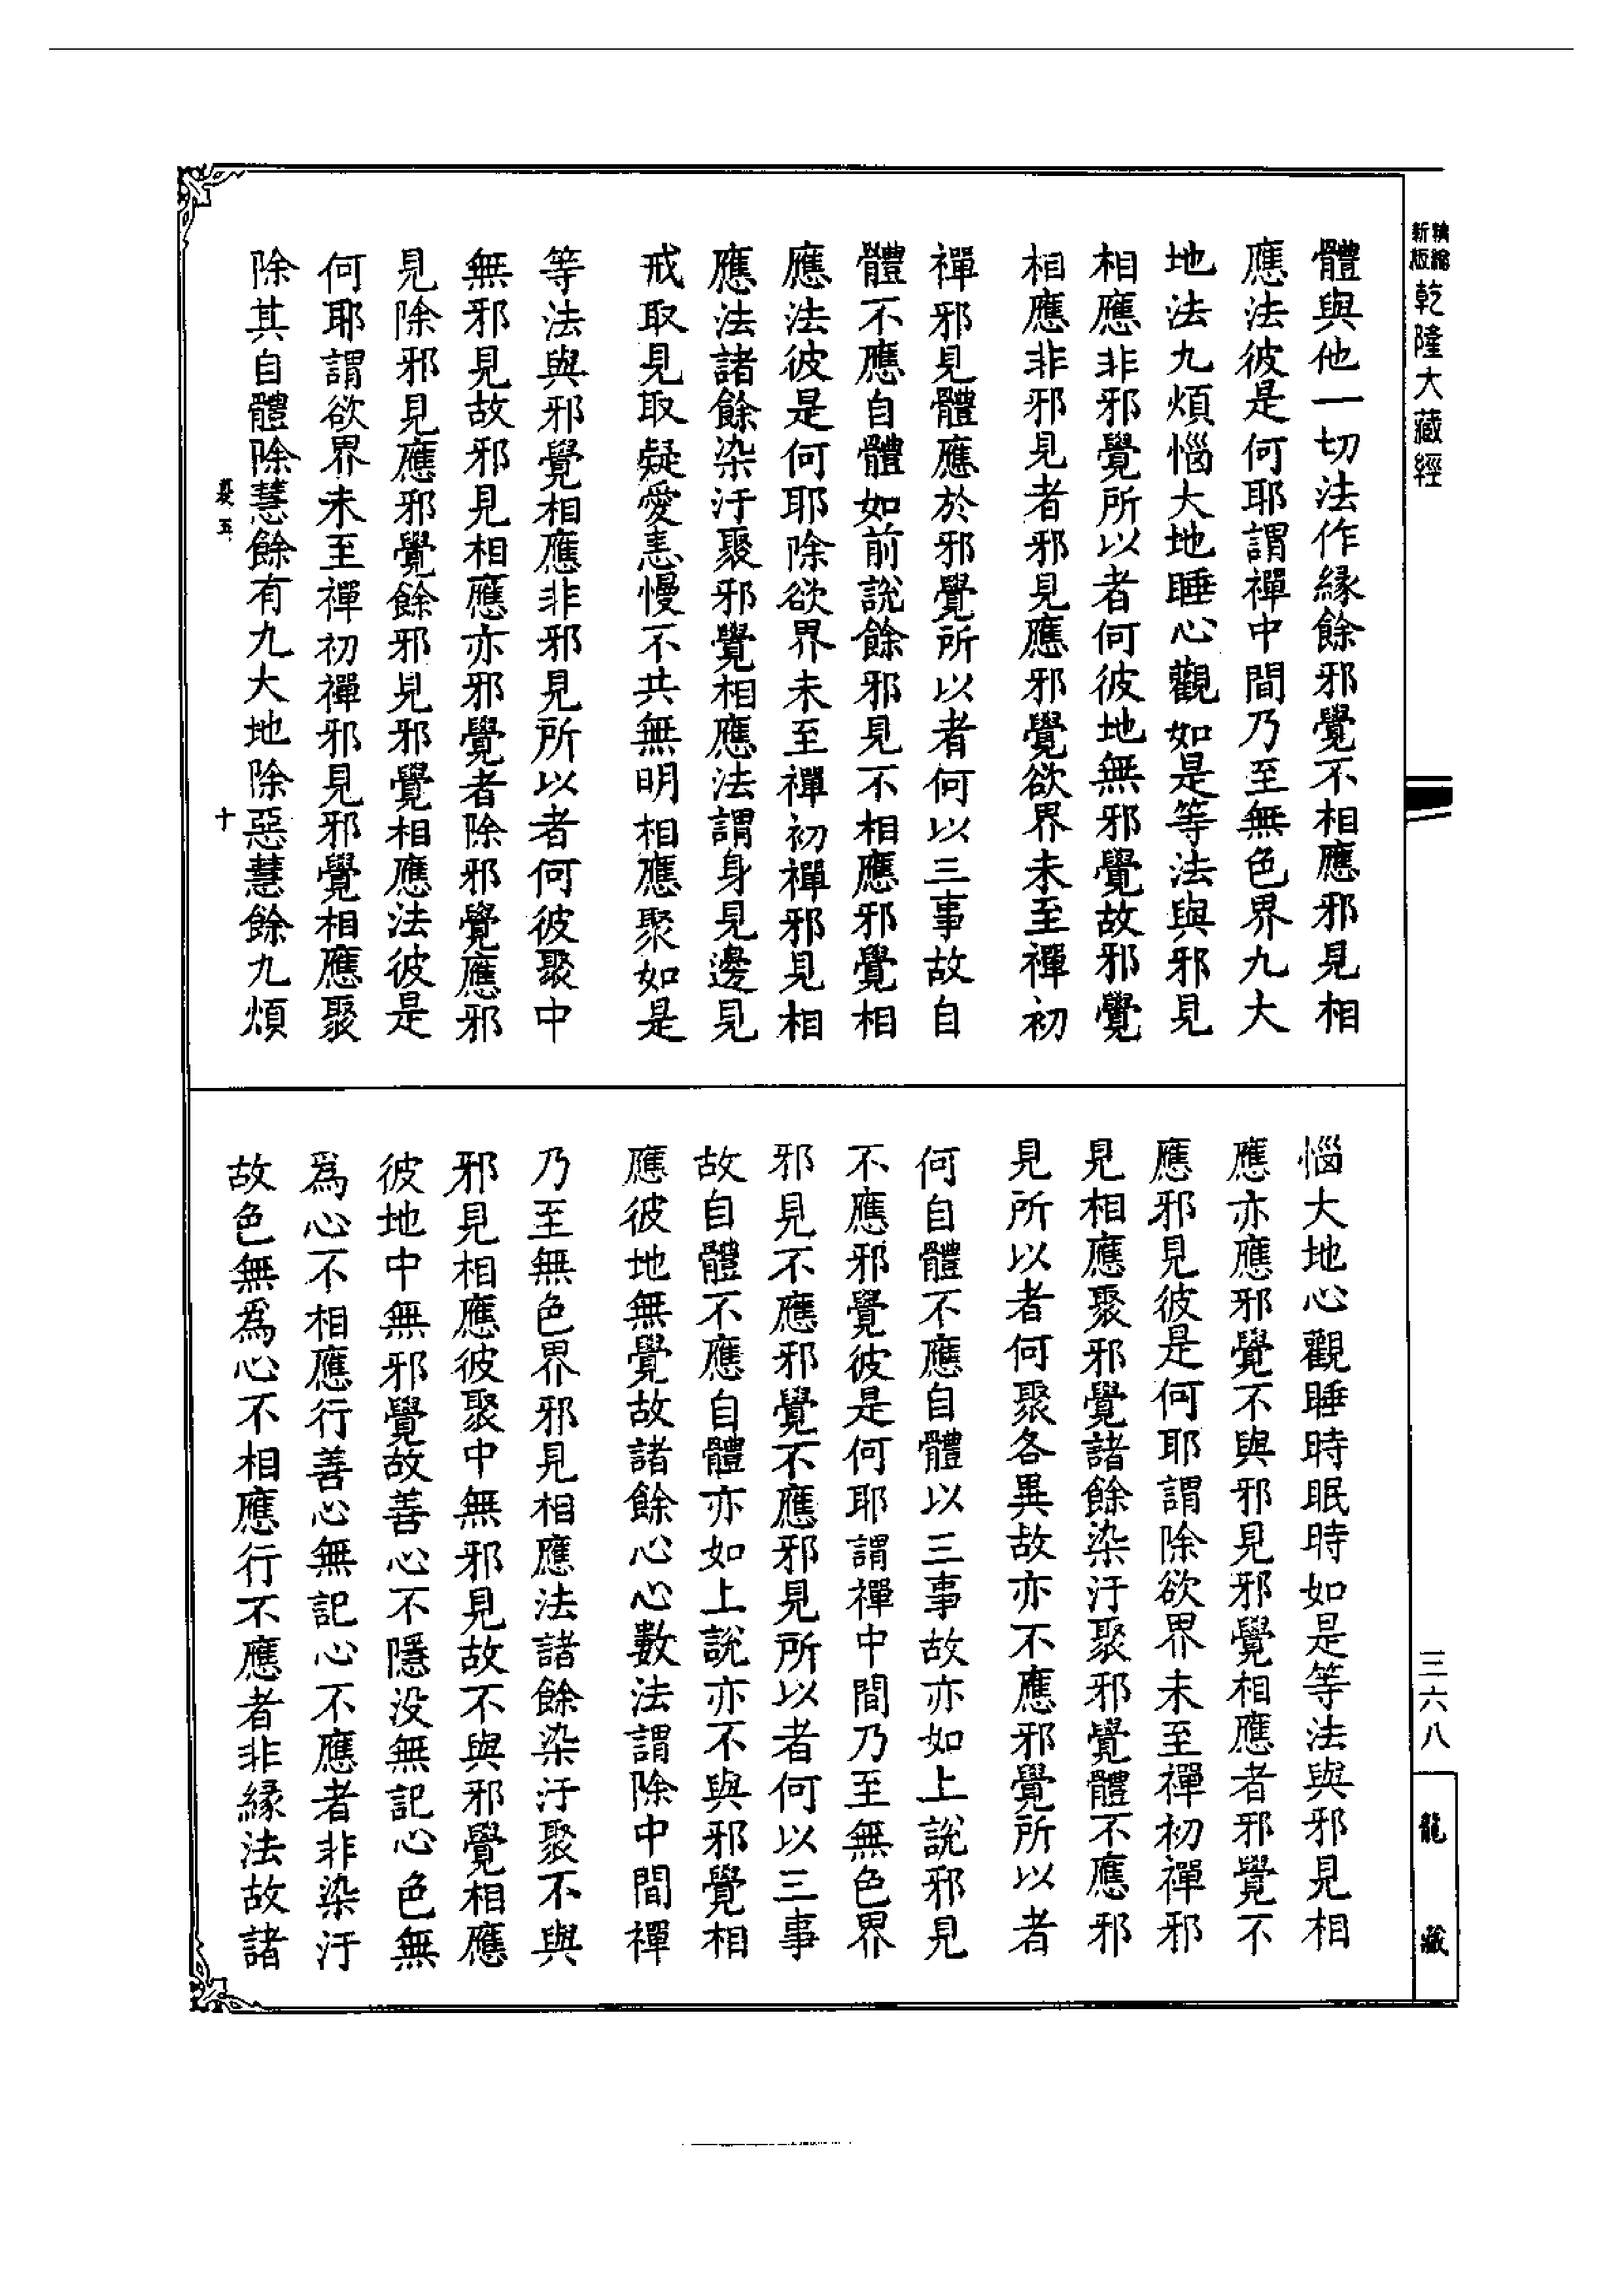 精縮新版乾隆大藏經
體與他一切法作縁餘邪覺不相應邪見相
應法彼是何耶謂禪中間乃至無色界九大
地法九煩惱大地睡心觀如是等法與邪見
相應非邪覺所以者何彼地無邪覺故邪覺
相應非邪見者邪見應邪覺欲界未至禪初
禪邪見體應於邪覺所以者何以三事故自
體不應自體如前說餘邪見不相應邪覺相
應法彼是何耶除欲界未至禪初禪邪見相
應法諸餘染汙聚邪覺相應法謂身見邊見
戒取見取疑愛恚慢不共無明相應聚如是
等法與邪覺相應非邪見所以者何彼聚中
無邪見故邪見相應亦邪覺者除邪覺應邪
見除邪見應邪覺餘邪見邪覺相應法彼是
何耶謂欲界未至禪初禪邪見邪覺相應聚
除其自體除慧餘有九大地除惡慧餘九煩
十
惱大地心觀睡時眠時如是等法與邪見相
應亦應邪覺不與邪見邪覺相應者邪覺不
應邪見彼是何耶謂除欲界未至禪初禪邪
見相應聚邪覺諸餘染汙聚邪覺體不應邪
見所以者何聚各異故亦不應邪覺所以者
何自體不應自體以三事故亦如上說邪見
不應邪覺彼是何耶謂禪中間乃至無色界
邪見不應邪覺不應邪見所以者何以三事
故自體不應自體亦如上說亦不與邪覺相
應彼地無覺故諸餘心心數法謂除中間禪
乃至無色界邪見相應法諸餘染汙聚不與
邪見相應彼聚中無邪見故不與邪覺相應
彼地中無邪覺故善心不隱没無記心色無
爲心不相應行善心無記心不應者非染汙
故色無爲心不相應行不應者非縁法故諸
三六八
龍藏